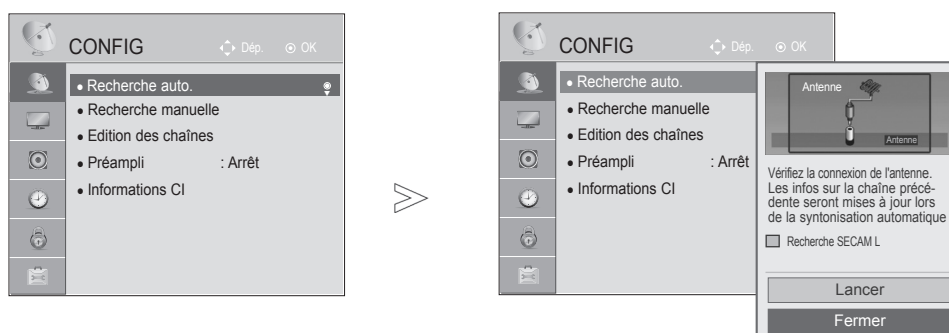 CONFIG
Dép. OK
• Recherche auto.
• Recherche manuelle
• Edition des chaînes
• Préampli : Arrêt
• Informations CI
CONFIG
Dép. OK
• Recherche auto.
• Recherche manuelle
• Edition des chaînes
• Préampli : Arrêt
• Informations CI
Antenne
Antenne
Vérifiez la connexion de l'antenne.
Les infos sur la chaîne précé-
dente seront mises à jour lors
de la syntonisation automatique
Recherche SECAM L
Lancer
Fermer